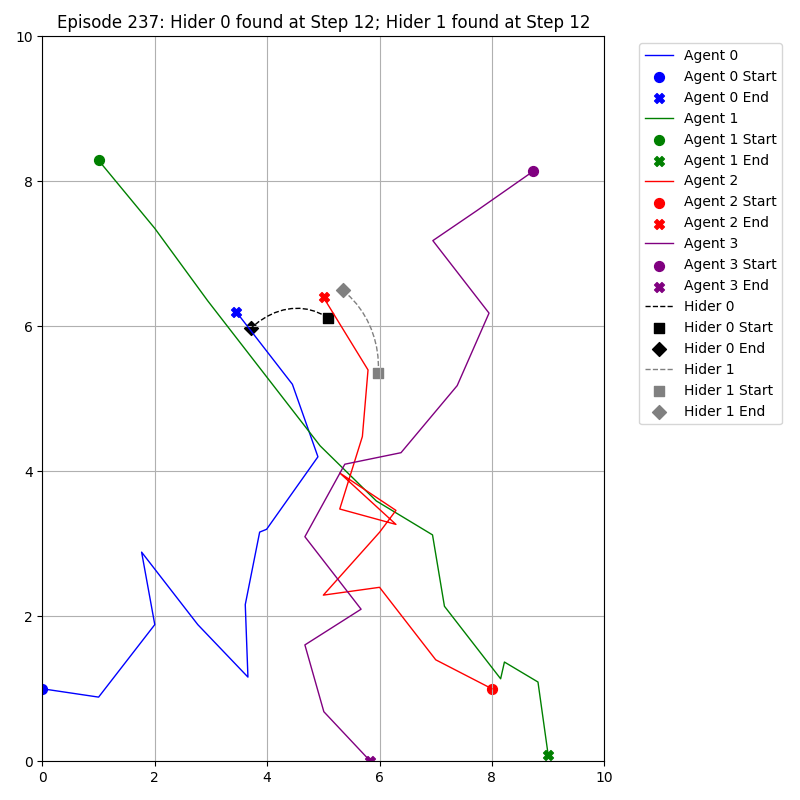 Episode 237: Hider 0 found at Step 12; Hider 1 found at Step 12
10
8
6
4
2
0
0 2 4 6 8 10
Agent 0
Agent 0 Start
Agent 0 End
Agent 1
Agent 1 Start
Agent 1 End
Agent 2
Agent 2 Start
Agent 2 End
Agent 3
Agent 3 Start
Agent 3 End
Hider 0
Hider 0 Start
Hider 0 End
Hider 1
Hider 1 Start
Hider 1 End